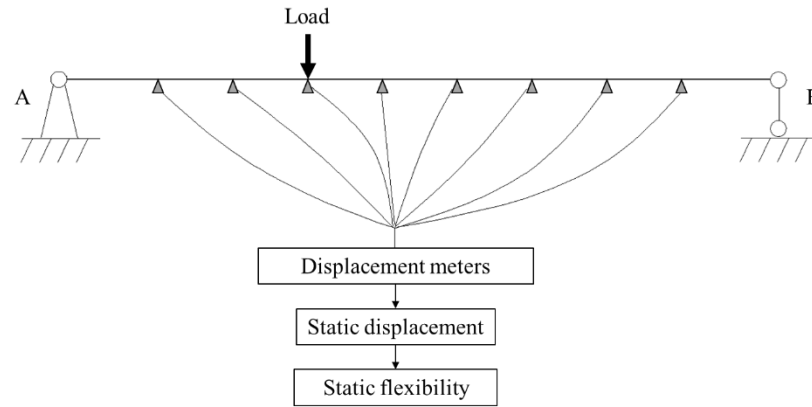 Load
A
Displacement meters
Static displacement
Static flexibility